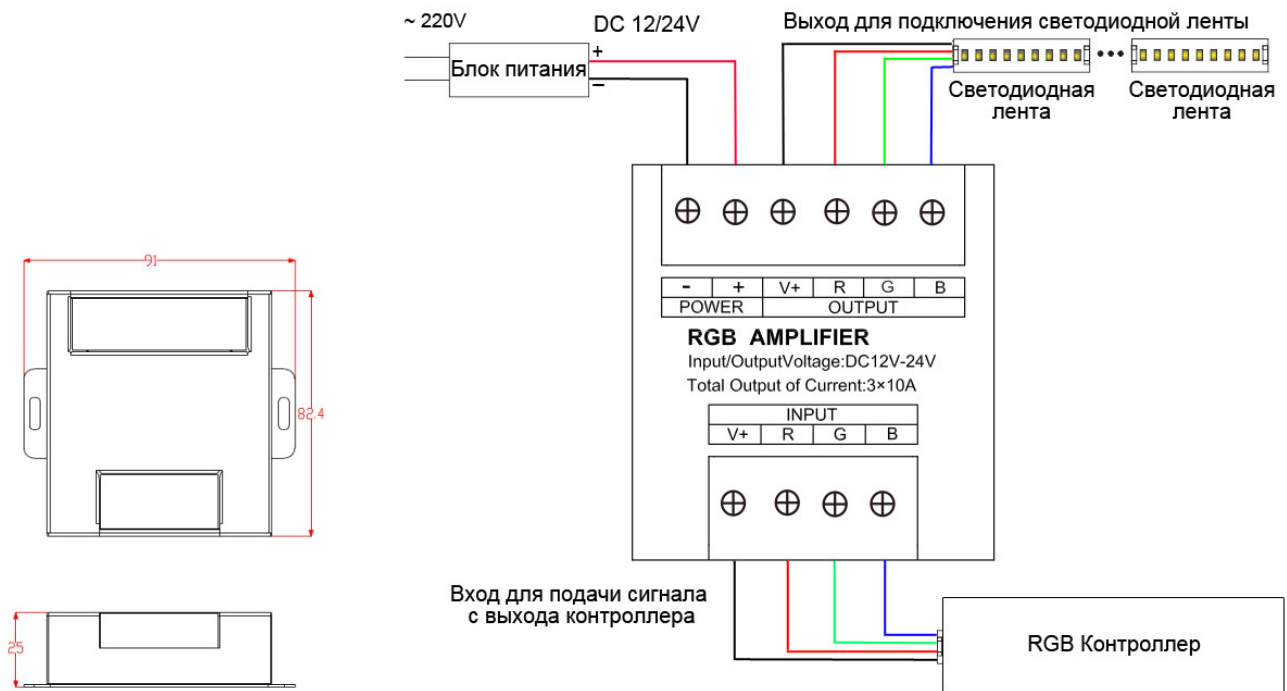 ~ 220V
DC 12/24V
Выход для подключения светодиодной ленты
Блок питания
+
−
Светодиодная
лента
Светодиодная
лента
- + V+ R G B
POWER OUTPUT
RGB AMPLIFIER
Input/OutputVoltage:DC12V-24V
Total Output of Current:3×10A
INPUT
V+ R G B
Вход для подачи сигнала
с выхода контроллера
RGB Контроллер
91
82.4
25